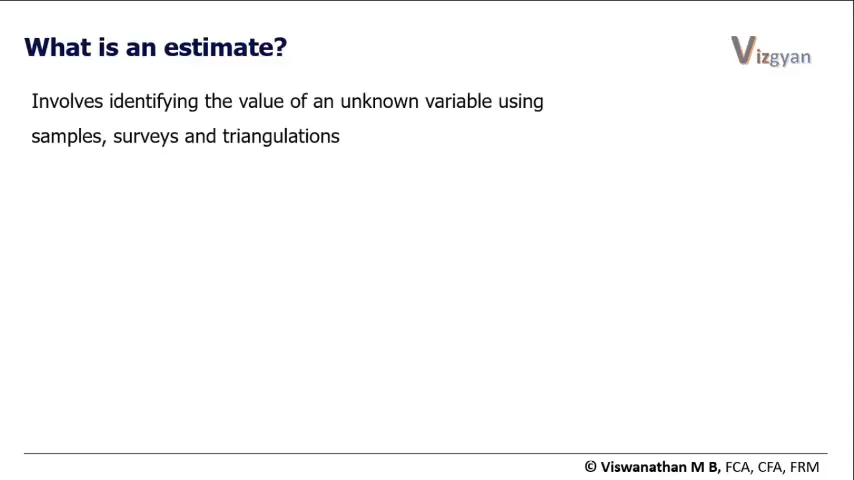 What is an estimate?
Vizgyan
Involves identifying the value of an unknown variable using
samples, surveys and triangulations
© Viswanathan M B, FCA, CFA, FRM